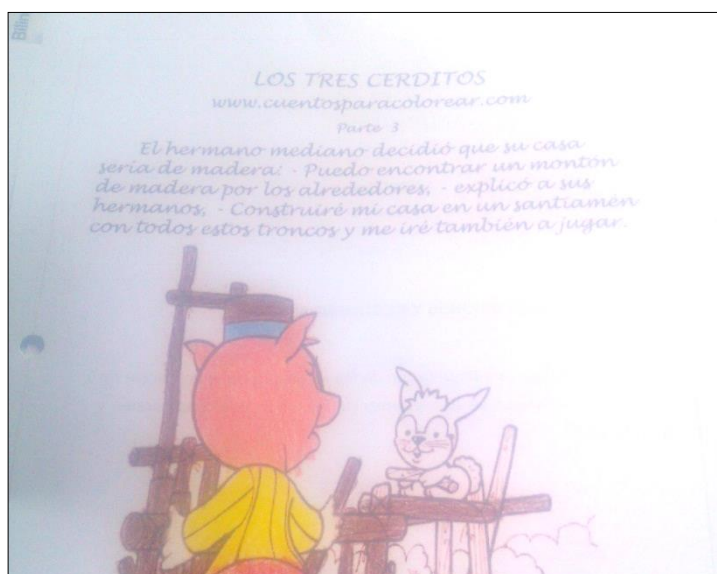 Bilin
LOS TRES CERDITOS
www.cuentosparacolorear.com
Parte 3
El hermano mediano decidió que su casa
seria de madera: - Puedo encontrar un montón
de madera por los alrededores, - explicó a sus
hermanos, - Construiré mi casa en un santiamén
con todos estos troncos y me iré también a jugar.